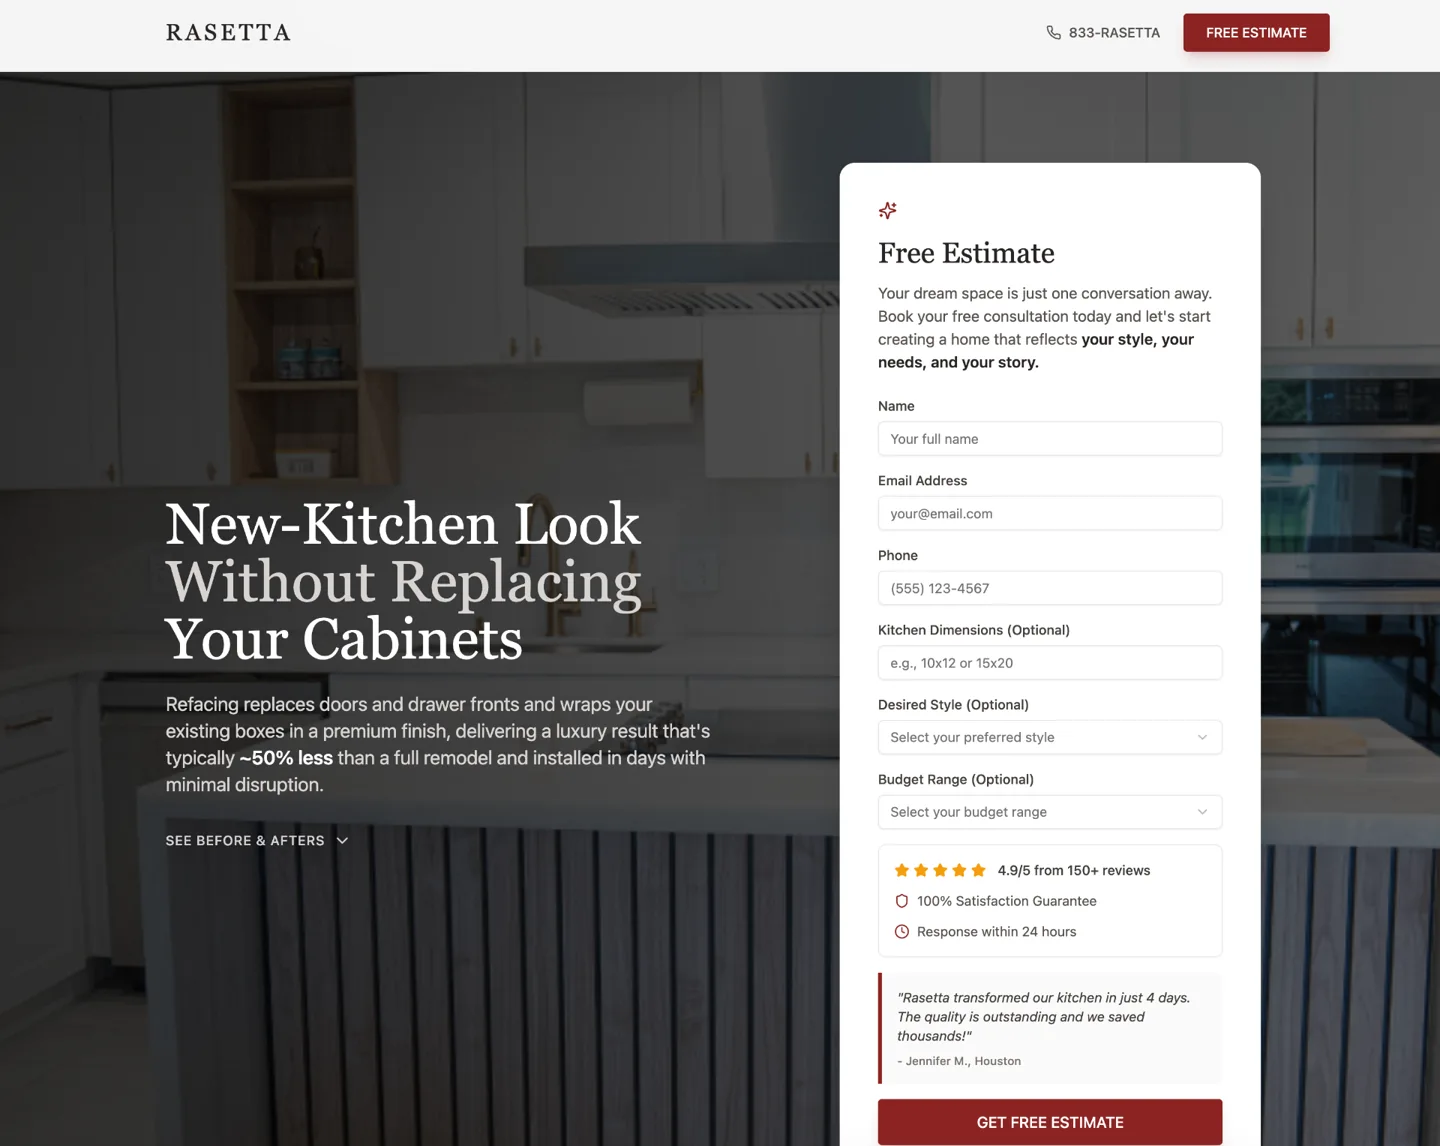 RASETTA
833-RASETTA
FREE ESTIMATE
New-Kitchen Look
Without Replacing
Your Cabinets
Refacing replaces doors and drawer fronts and wraps your
existing boxes in a premium finish, delivering a luxury result that's
typically ~50% less than a full remodel and installed in days with
minimal disruption.
SEE BEFORE & AFTERS
Free Estimate
Your dream space is just one conversation away.
Book your free consultation today and let's start
creating a home that reflects your style, your
needs, and your story.
Name
Your full name
Email Address
your@email.com
Phone
(555) 123-4567
Kitchen Dimensions (Optional)
e.g., 10x12 or 15x20
Desired Style (Optional)
Select your preferred style
Budget Range (Optional)
Select your budget range
4.9/5 from 150+ reviews
100% Satisfaction Guarantee
Response within 24 hours
"Rasetta transformed our kitchen in just 4 days.
The quality is outstanding and we saved
thousands!"
- Jennifer M., Houston
GET FREE ESTIMATE